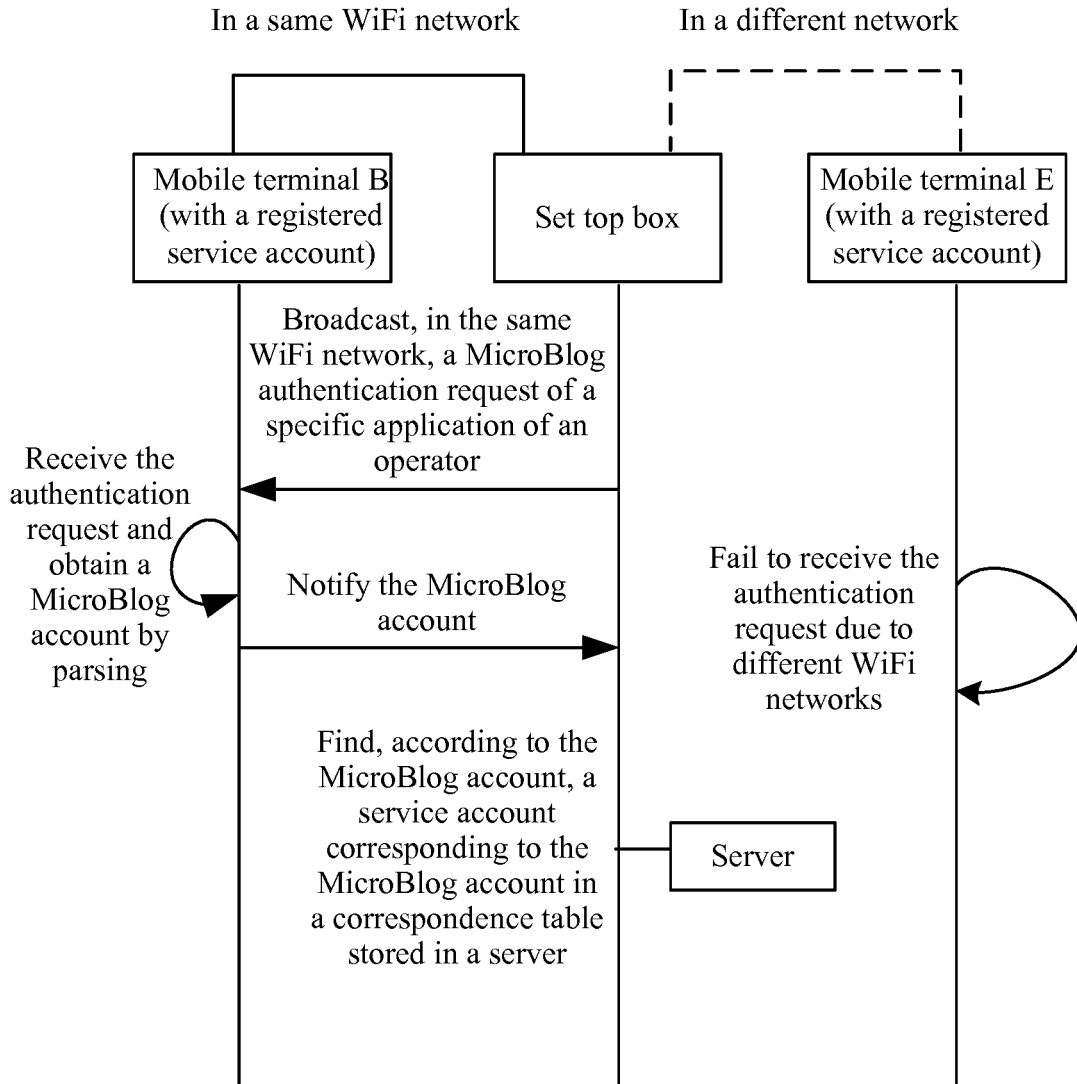 In a same WiFi network
In a different network
Mobile terminal B
(with a registered
service account)
Set top box
Mobile terminal E
(with a registered
service account)
Broadcast, in the same
WiFi network, a MicroBlog
authentication request of a
specific application of an
operator
Receive the
authentication
request and
obtain a
MicroBlog
account by
parsing
Notify the MicroBlog
account
Fail to receive the
authentication
request due to
different WiFi
networks
Find, according to the
MicroBlog account, a
service account
corresponding to the
MicroBlog account in
a correspondence table
stored in a server
Server